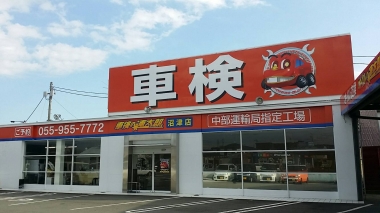 車検
ご予約 055-955-7772
車検の速太郎 沼津店
中部運輸局指定工場